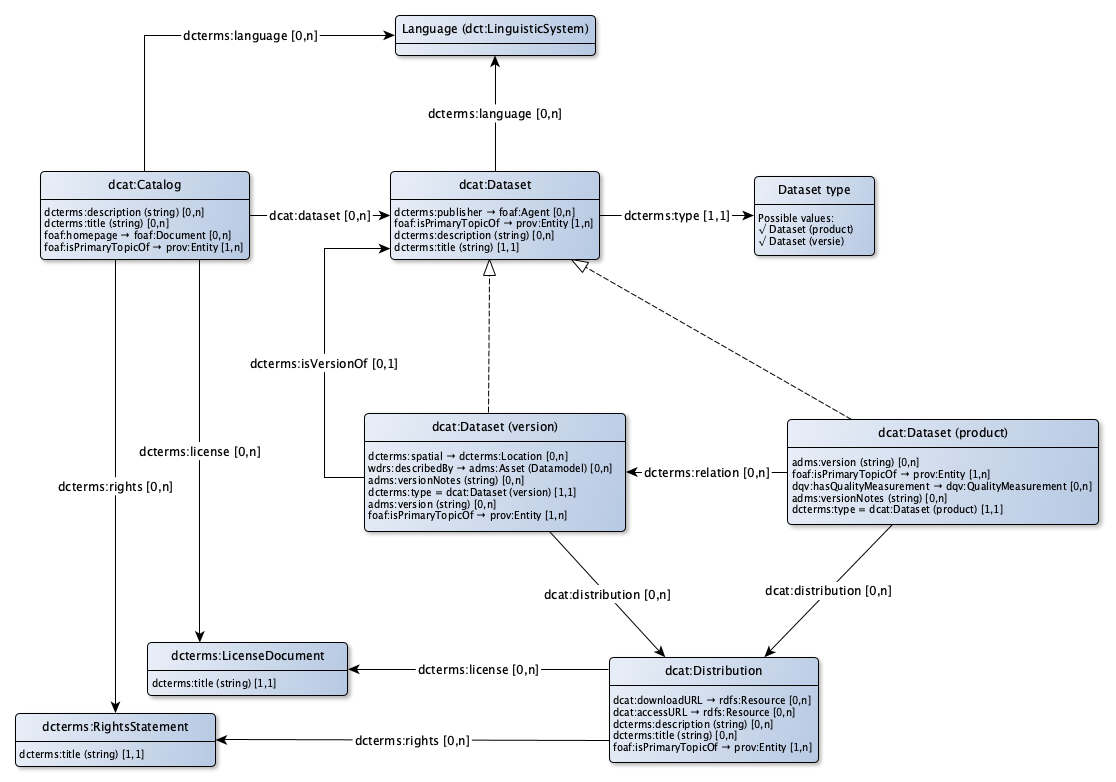 dcterms:language [0,n]
Language (dct:LinguisticSystem)
dcterms:language [0,n]
dcat:Catalog
dcterms:description (string) [0,n]
dcterms:title (string) [0,n]
foaf:homepage → foaf:Document [0,n]
foaf:isPrimaryTopicOf → prov:Entity [1,n]
dcat:dataset [0,n]
dcat:Dataset
dcterms:publisher → foaf:Agent [0,n]
foaf:isPrimaryTopicOf → prov:Entity [1,n]
dcterms:description (string) [0,n]
dcterms:title (string) [1,1]
dcterms:type [1,1]
Dataset type
Possible values:
√ Dataset (product)
√ Dataset (versie)
dcterms:isVersionOf [0,1]
dcterms:license [0,n]
dcterms:rights [0,n]
dcat:Dataset (version)
dcterms:spatial → dcterms:Location [0,n]
wdrs:describedBy → adms:Asset (Datamodel) [0,n]
adms:versionNotes (string) [0,n]
dcterms:type = dcat:Dataset (version) [1,1]
adms:version (string) [0,n]
foaf:isPrimaryTopicOf → prov:Entity [1,n]
dcterms:relation [0,n]
dcat:Dataset (product)
adms:version (string) [0,n]
foaf:isPrimaryTopicOf → prov:Entity [1,n]
dqv:hasQualityMeasurement → dqv:QualityMeasurement [0,n]
adms:versionNotes (string) [0,n]
dcterms:type = dcat:Dataset (product) [1,1]
dcat:distribution [0,n]
dcat:distribution [0,n]
dcterms:LicenseDocument
dcterms:title (string) [1,1]
dcterms:license [0,n]
dcat:Distribution
dcat:downloadURL → rdfs:Resource [0,n]
dcat:accessURL → rdfs:Resource [0,n]
dcterms:description (string) [0,n]
dcterms:title (string) [0,n]
foaf:isPrimaryTopicOf → prov:Entity [1,n]
dcterms:RightsStatement
dcterms:title (string) [1,1]
dcterms:rights [0,n]